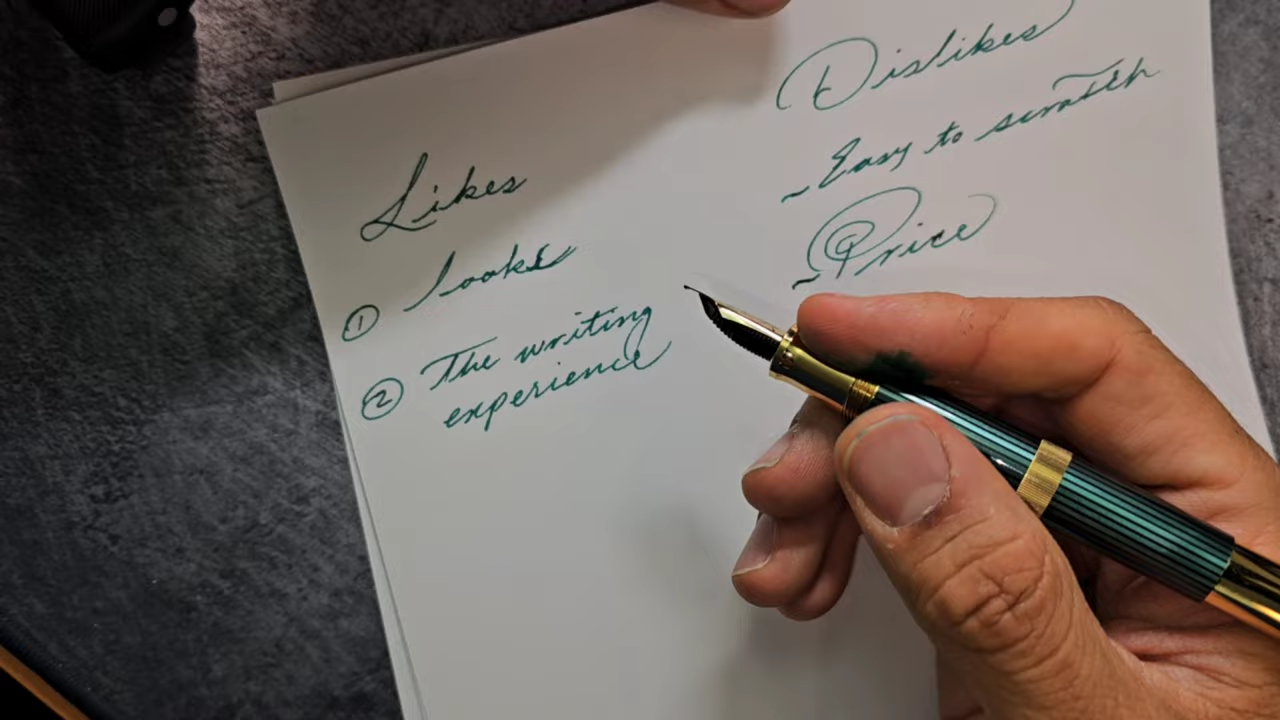 Likes
① looks
② The writing
experience
Dislikes
~ Easy to scratch
~ Price